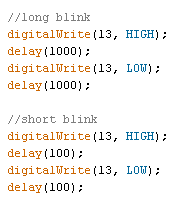 //long blink
digitalWrite(13, HIGH);
delay(1000);
digitalWrite(13, LOW);
delay(1000);

//short blink
digitalWrite(13, HIGH);
delay(100);
digitalWrite(13, LOW);
delay(100);